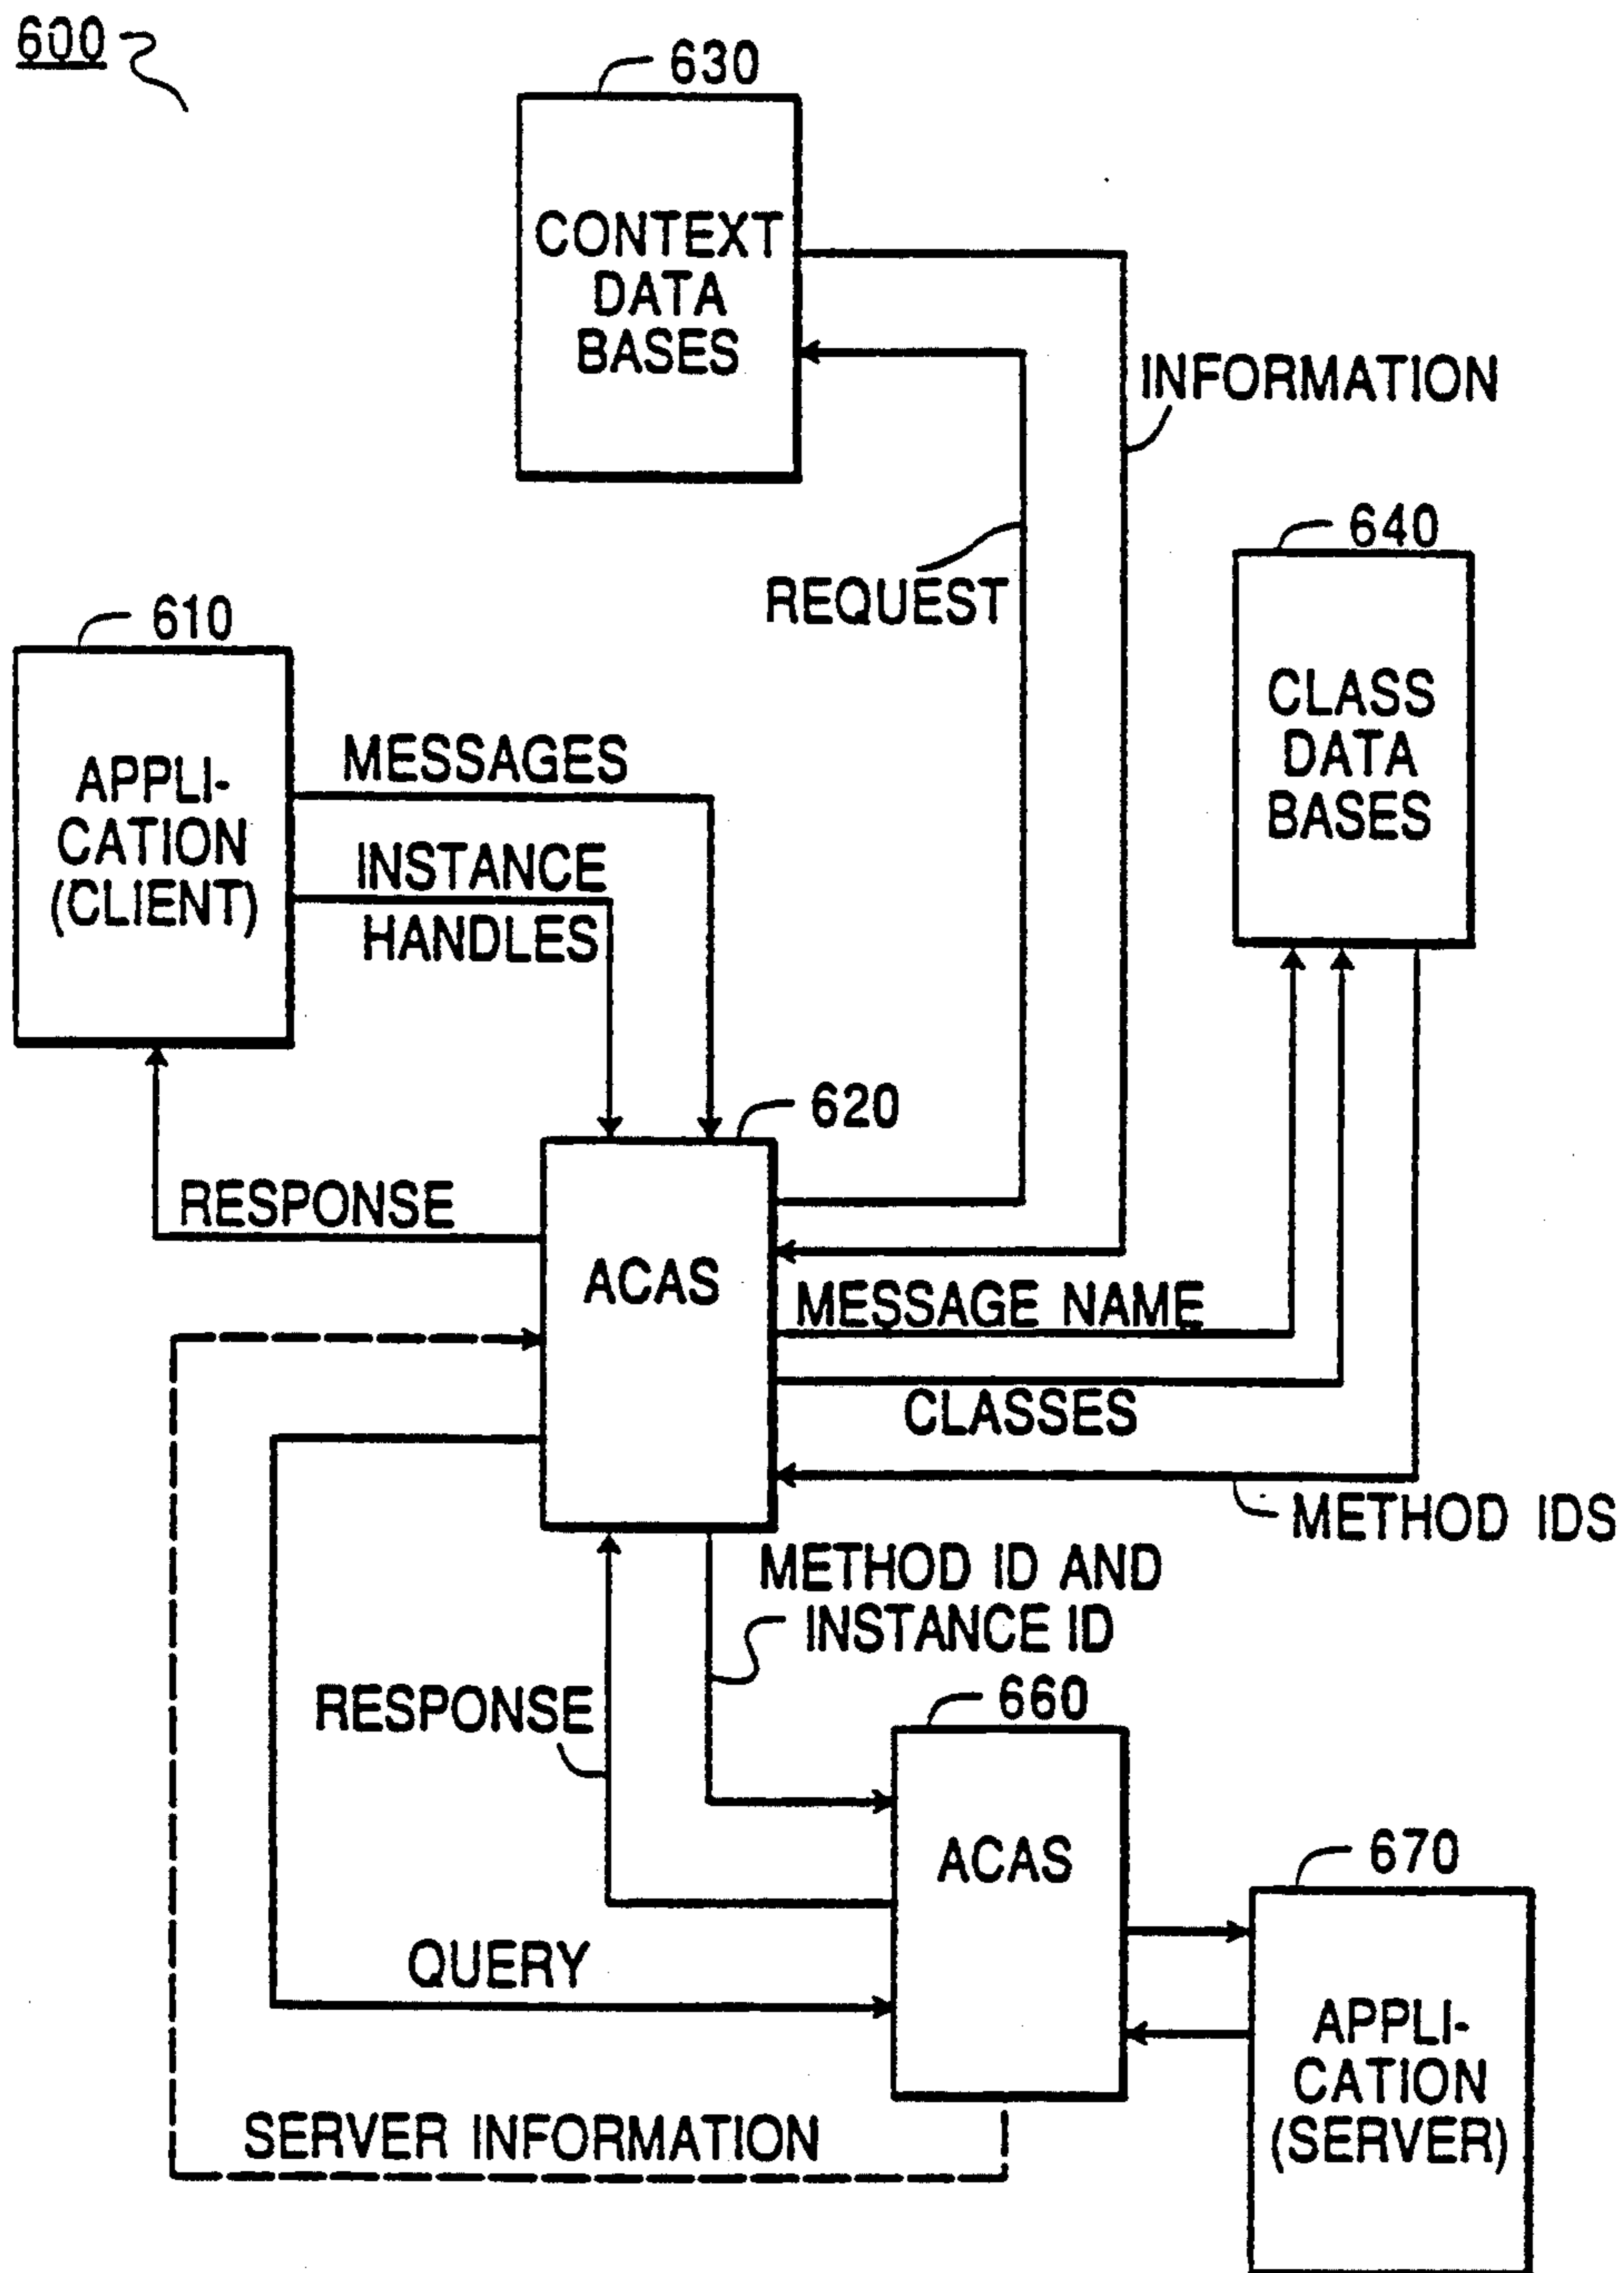 600
630
CONTEXT
DATA
BASES
INFORMATION
REQUEST
640
CLASS
DATA
BASES
610
APPLI-
CATION
(CLIENT)
MESSAGES
INSTANCE
HANDLES
620
ACAS
RESPONSE
MESSAGE NAME
CLASSES
METHOD IDS
METHOD ID AND
INSTANCE ID
RESPONSE
660
ACAS
QUERY
670
APPLI-
CATION
(SERVER)
SERVER INFORMATION